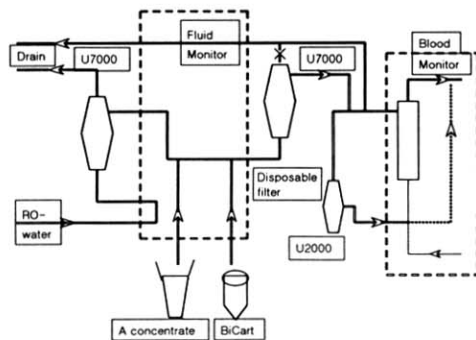 Fluid
Monitor
Blood
Monitor
Drain
U7000
U7000
Disposable
filter
RO-
water
U2000
A concentrate
BiCart